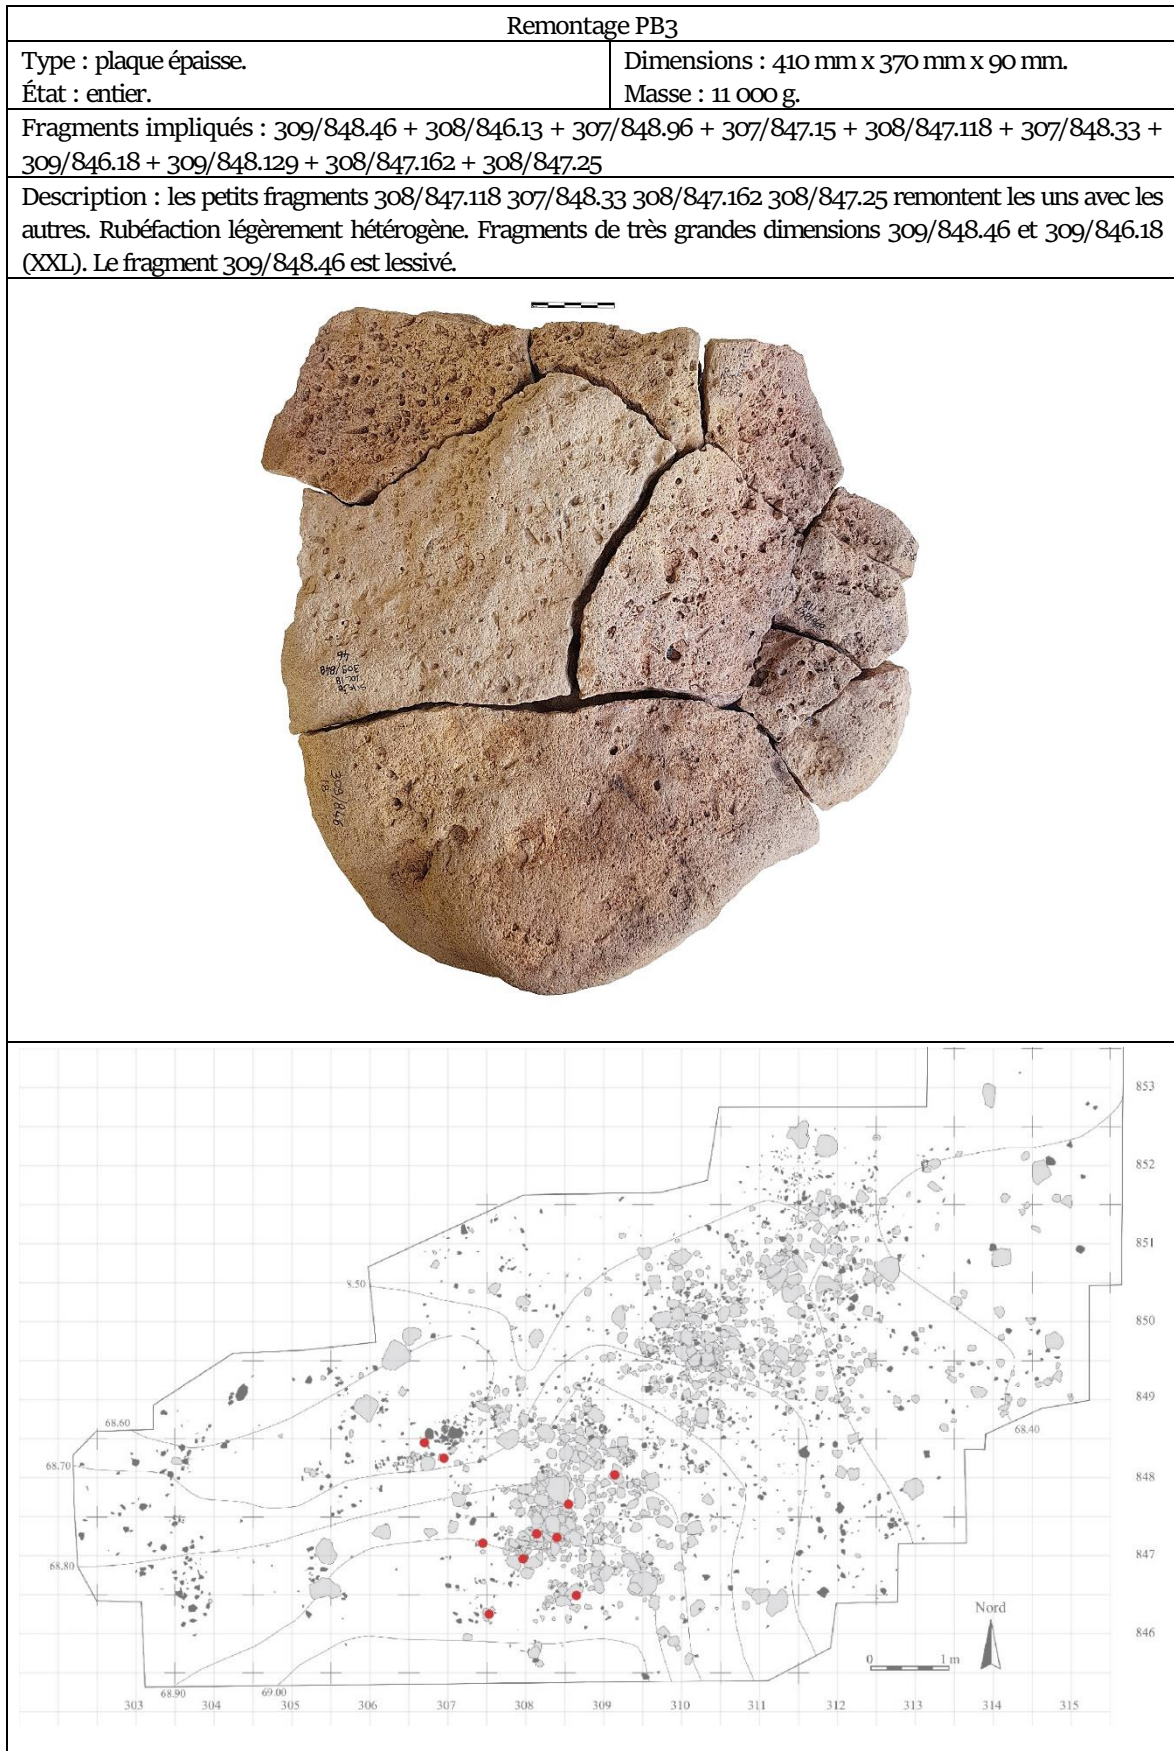 Remontage PB3
Type : plaque épaisse.
État : entier.
Dimensions : 410 mm x 370 mm x 90 mm.
Masse : 11 000 g.
Fragments impliqués : 309/848.46 + 308/846.13 + 307/848.96 + 307/847.15 + 308/847.118 + 307/848.33 +
309/846.18 + 309/848.129 + 308/847.162 + 308/847.25
Description : les petits fragments 308/847.118 307/848.33 308/847.162 308/847.25 remontent les uns avec les
autres. Rubéfaction légèrement hétérogène. Fragments de très grandes dimensions 309/848.46 et 309/846.18
(XXL). Le fragment 309/848.46 est lessivé.
309/848
46
309/846
18
853
852
851
8.50
850
849
68.60
68.40
68.70
848
847
68.80
Nord
846
0 1 m
68.90 69.00
303 304 305 306 307 308 309 310 311 312 313 314 315